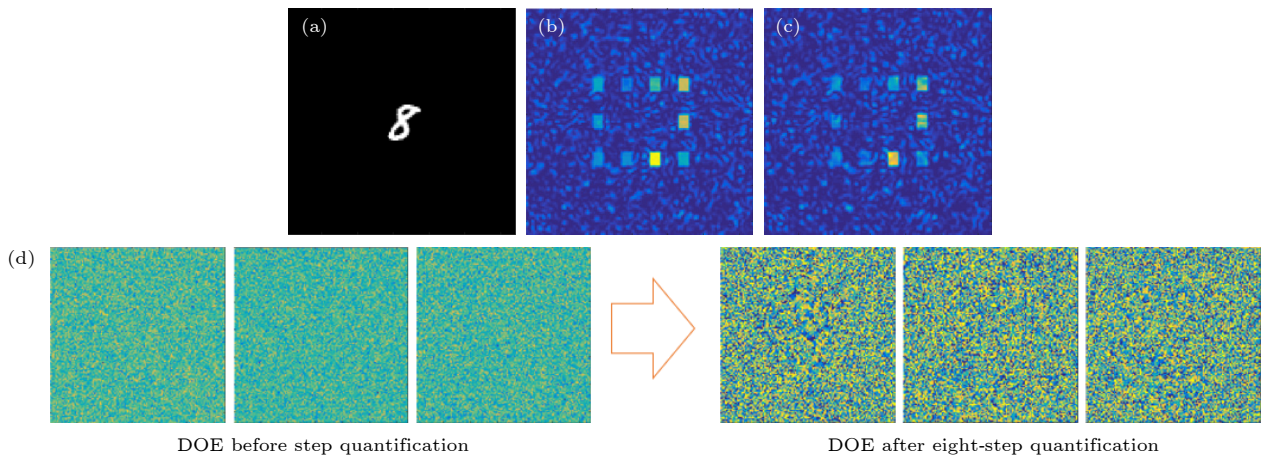 (a)
(b)
(c)
8
(d)
DOE before step quantification
DOE after eight-step quantification